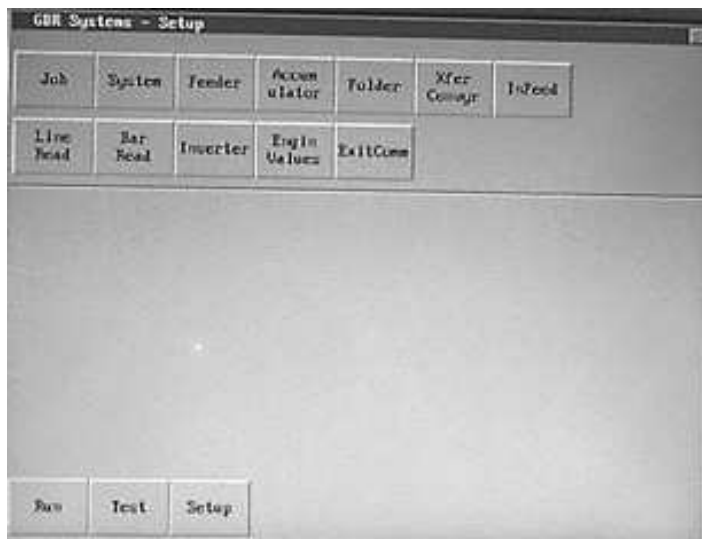 GBR Systems - Setup
Job
System
Feeder
Accum
ulator
Folder
Xfer
Convyr
InFeed
Line
Read
Bar
Read
Inverter
Engin
Values
ExitComm
Run
Test
Setup